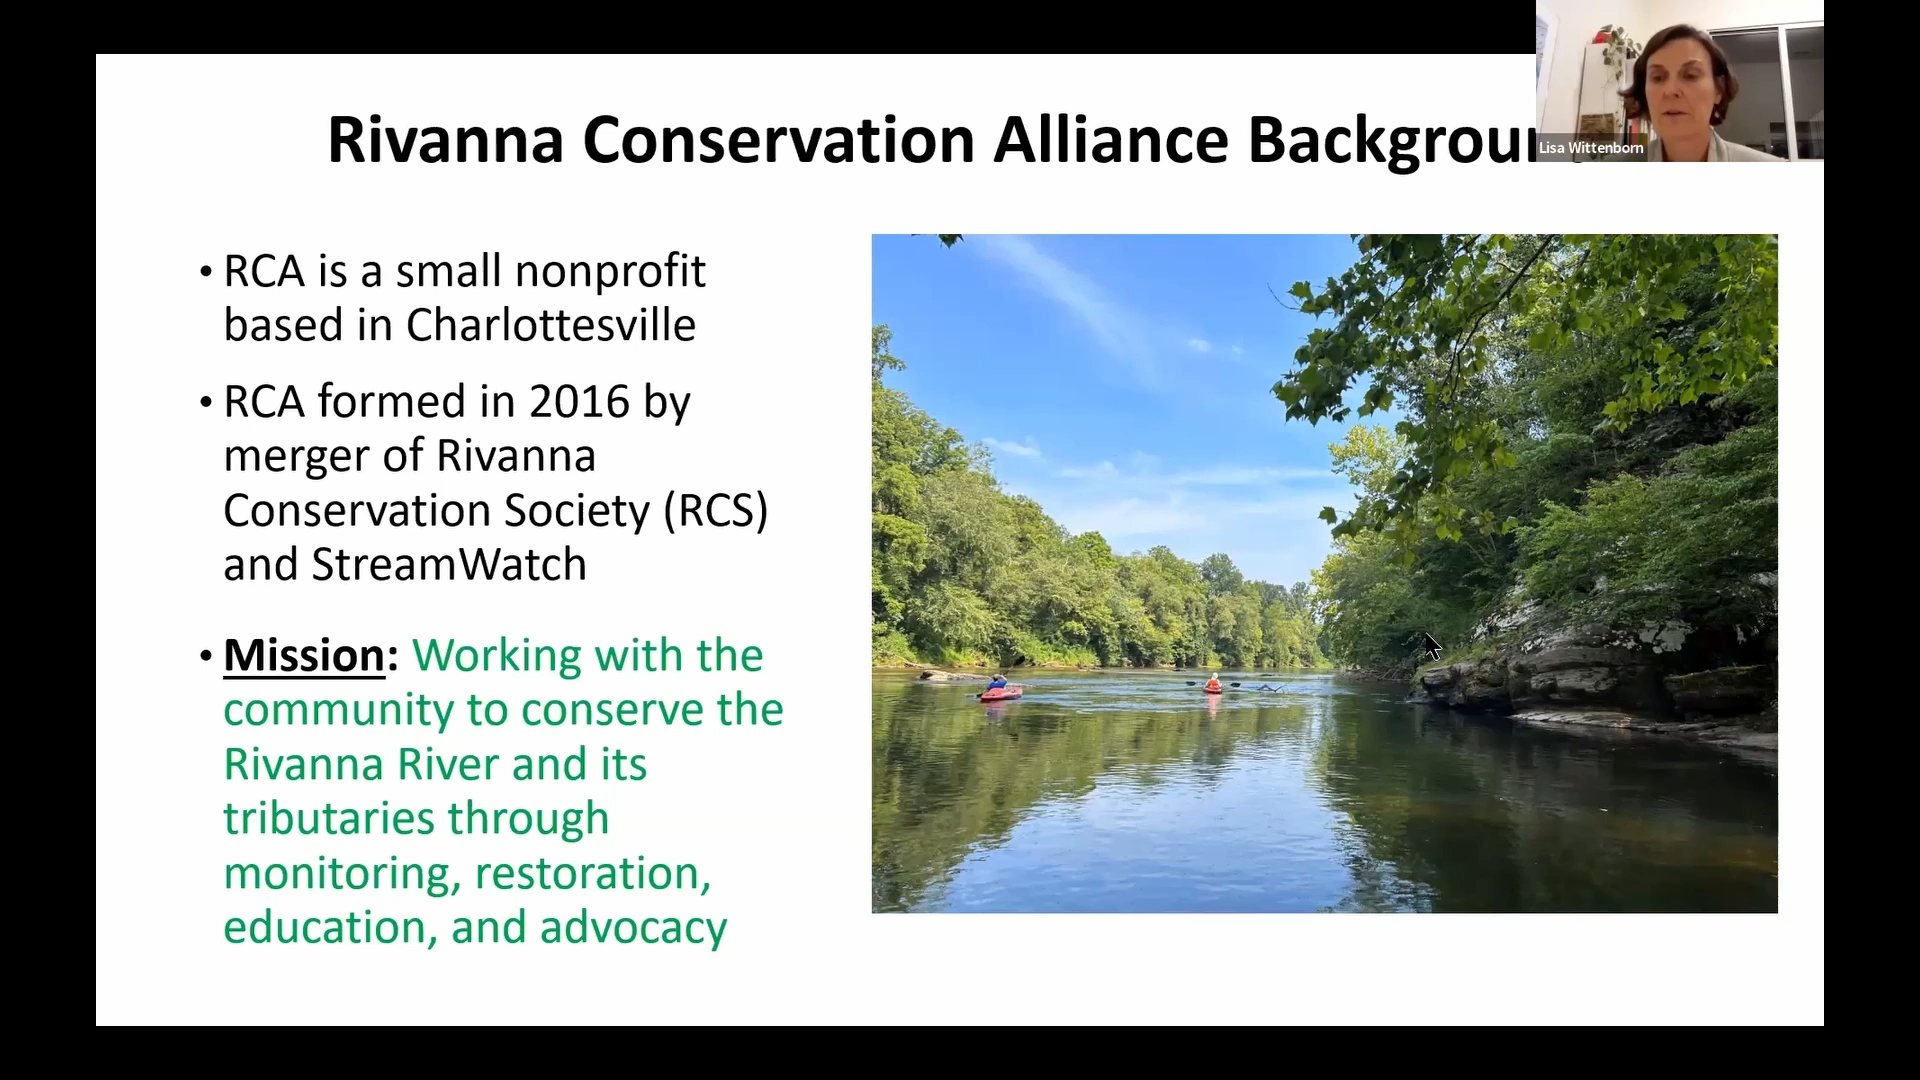 Rivanna Conservation Alliance Backgroun
Lisa Wittenborn
• RCA is a small nonprofit
based in Charlottesville
• RCA formed in 2016 by
merger of Rivanna
Conservation Society (RCS)
and StreamWatch
• Mission: Working with the
community to conserve the
Rivanna River and its
tributaries through
monitoring, restoration,
education, and advocacy